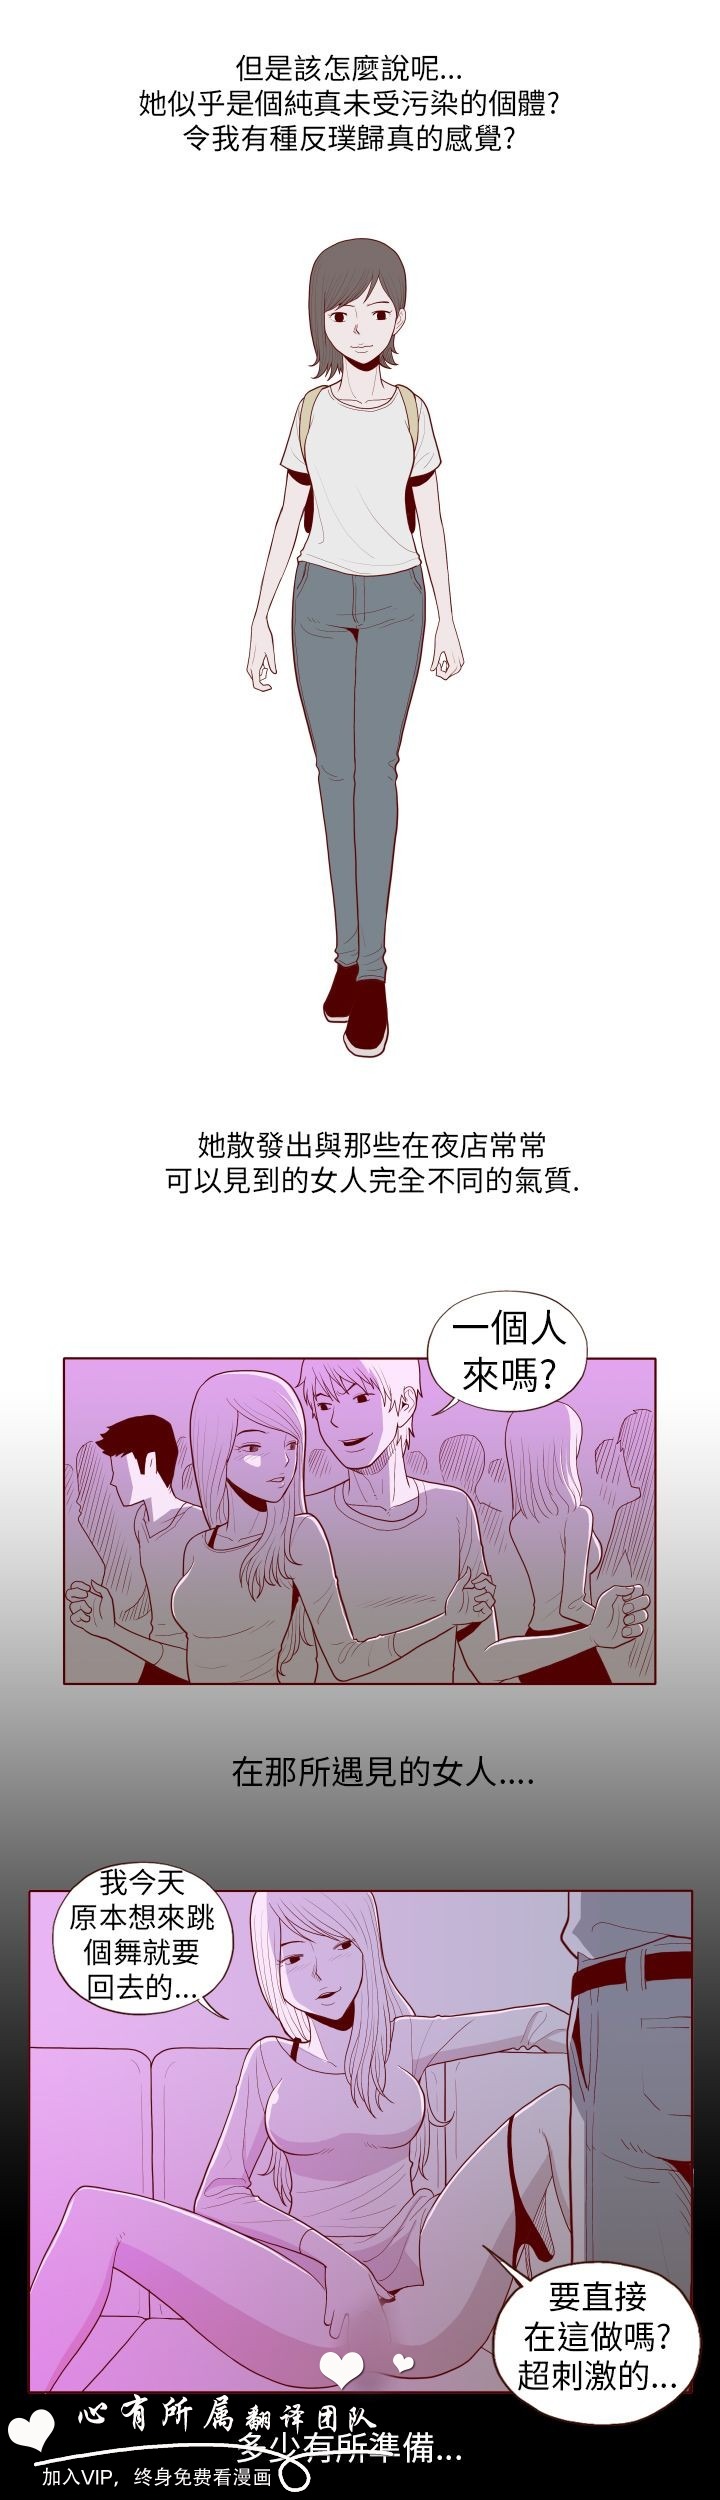 但是該怎麼說呢...
她似乎是個純真未受污染的個體?
令我有種反璞歸真的感覺?
她散發出與那些在夜店常常
可以見到的女人完全不同的氣质.
一個人
來嗎?
在那所遇見的女人....
我今天
原本想來跳
個舞就要
回去的...
要直接
在這做嗎?
超刺激的...
心有所属翻译团队
多少有所準備...
加入VIP，终身免费看漫画